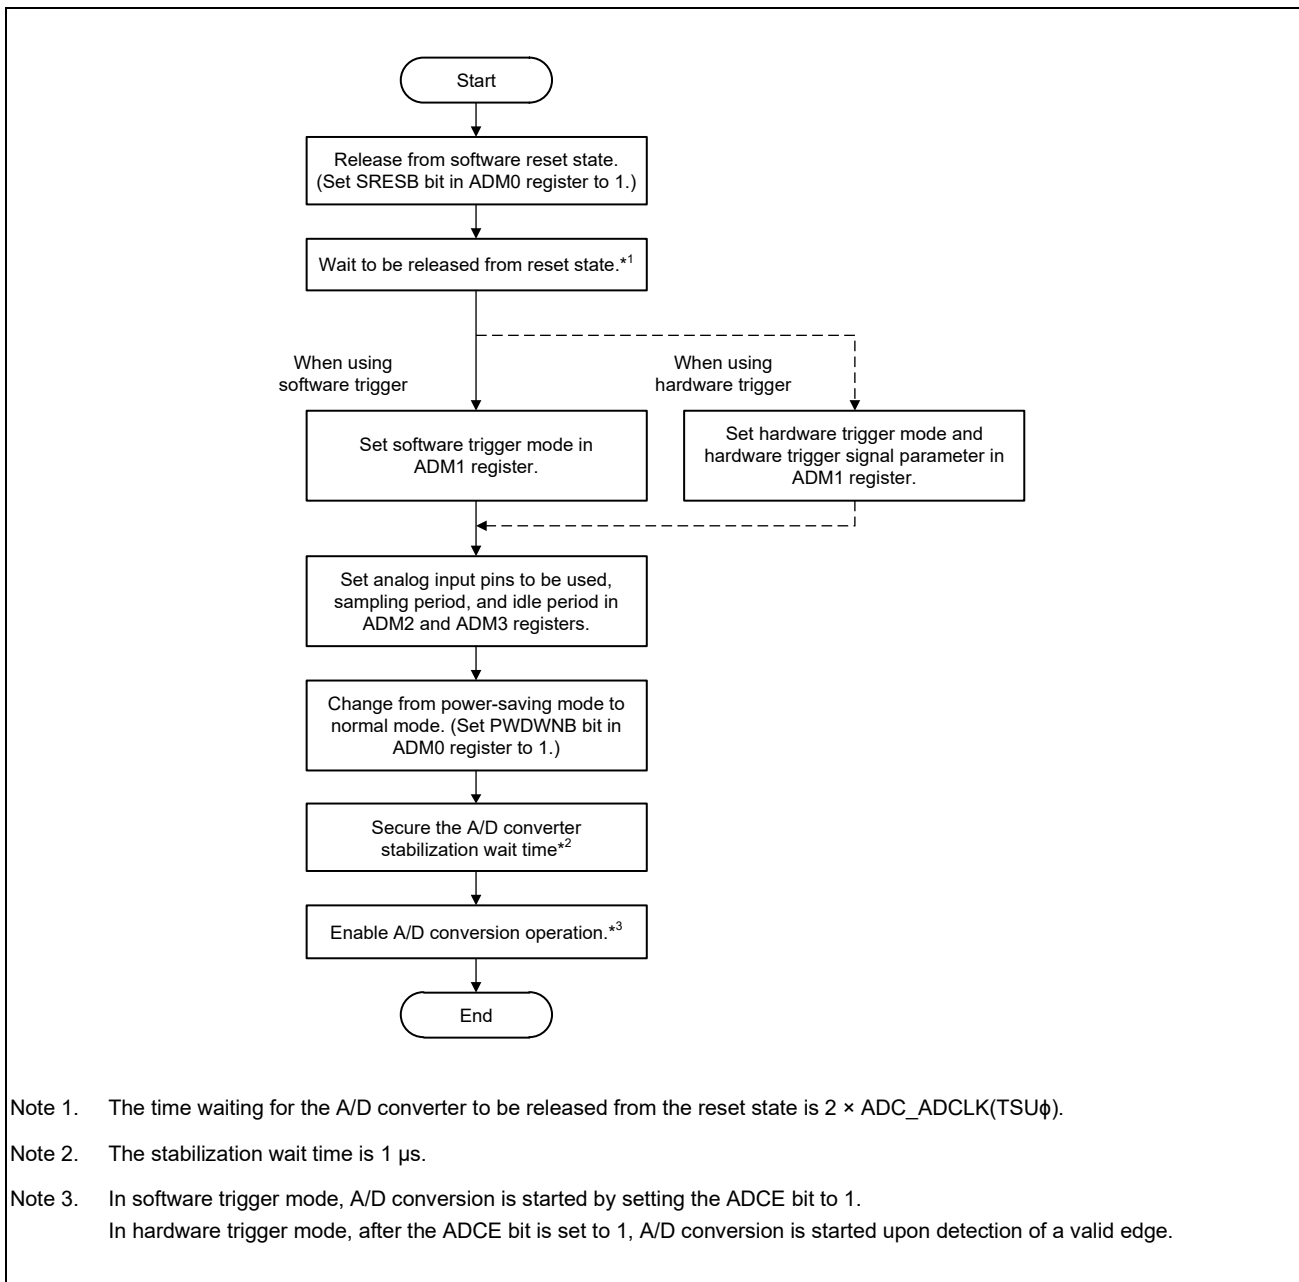 Start
Release from software reset state.
(Set SRESB bit in ADM0 register to 1.)
Wait to be released from reset state.*1
When using
software trigger
When using
hardware trigger
Set software trigger mode in
ADM1 register.
Set hardware trigger mode and
hardware trigger signal parameter in
ADM1 register.
Set analog input pins to be used,
sampling period, and idle period in
ADM2 and ADM3 registers.
Change from power-saving mode to
normal mode. (Set PWDWNB bit in
ADM0 register to 1.)
Secure the A/D converter
stabilization wait time*2
Enable A/D conversion operation.*3
End
Note 1. The time waiting for the A/D converter to be released from the reset state is 2 × ADC_ADCLK(TSUϕ).
Note 2. The stabilization wait time is 1 µs.
Note 3. In software trigger mode, A/D conversion is started by setting the ADCE bit to 1.
In hardware trigger mode, after the ADCE bit is set to 1, A/D conversion is started upon detection of a valid edge.